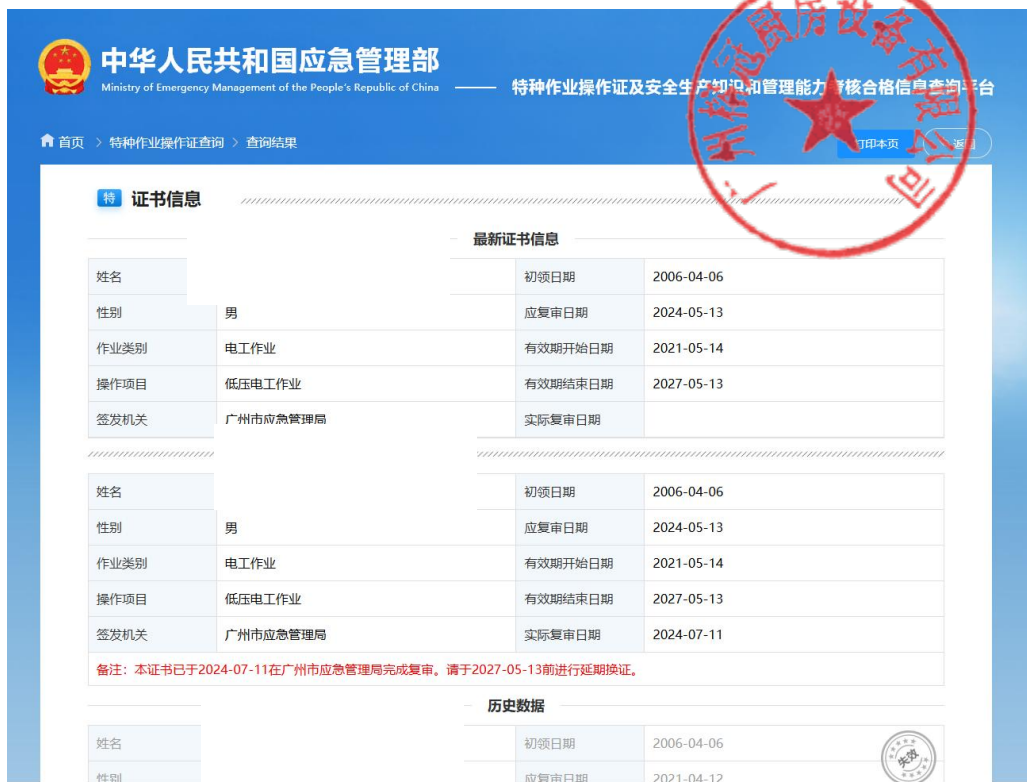 中华人民共和国应急管理部
Ministry of Emergency Management of the People's Republic of China
特种作业操作证及安全生产知识和管理能力考核合格信息查询平台
首页 > 特种作业操作证查询 > 查询结果
打印本页 返回
房设备有限公司
特 证书信息
最新证书信息
姓名 初领日期 2006-04-06
性别 男 应复审日期 2024-05-13
作业类别 电工作业 有效期开始日期 2021-05-14
操作项目 低压电工作业 有效期结束日期 2027-05-13
签发机关 广州市应急管理局 实际复审日期
姓名 初领日期 2006-04-06
性别 男 应复审日期 2024-05-13
作业类别 电工作业 有效期开始日期 2021-05-14
操作项目 低压电工作业 有效期结束日期 2027-05-13
签发机关 广州市应急管理局 实际复审日期 2024-07-11
备注：本证书已于2024-07-11在广州市应急管理局完成复审。请于2027-05-13前进行延期换证。
历史数据
姓名 初领日期 2006-04-06
失效
性别 应复审日期 2021-04-12